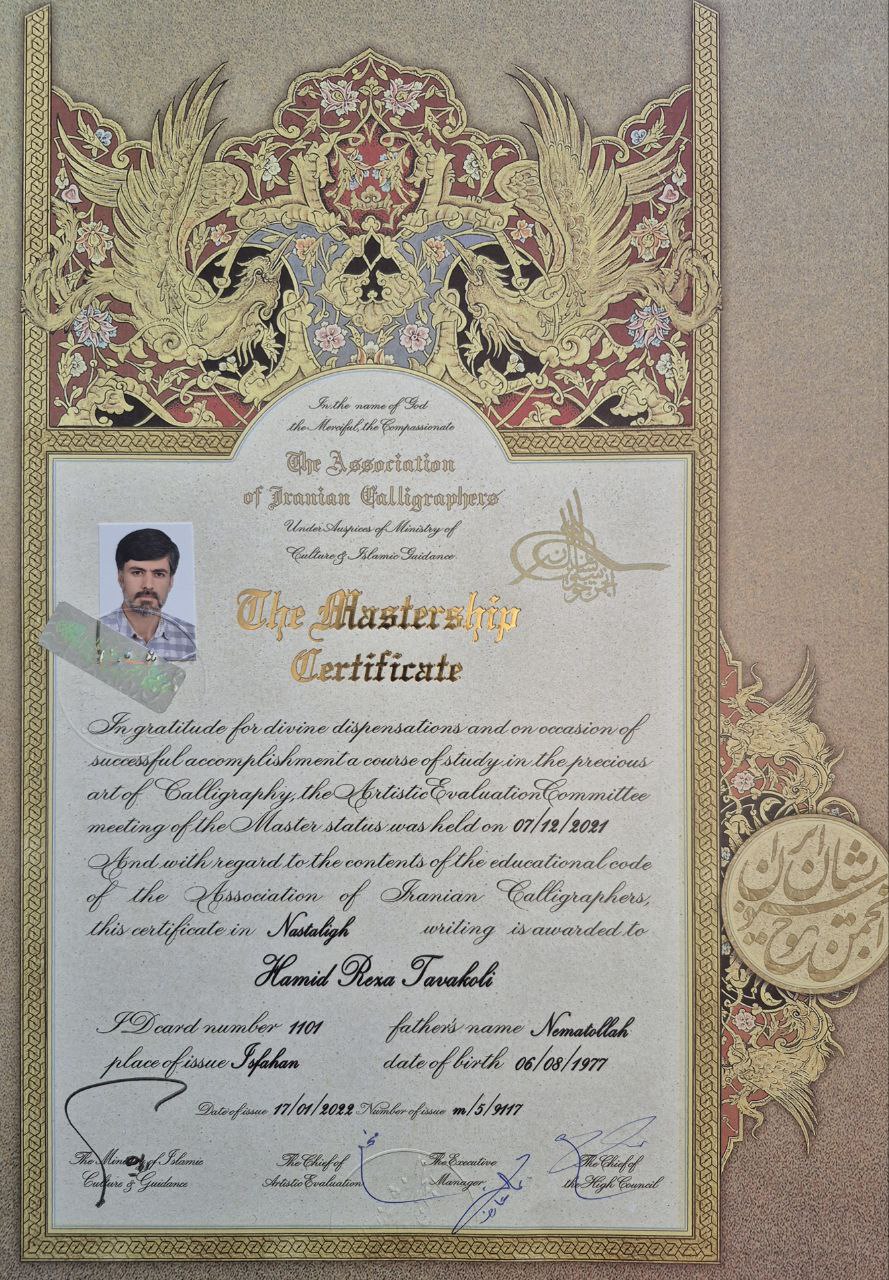 In the name of God
the Merciful, the Compassionate
The Association
of Iranian Calligraphers
Under Auspices of Ministry of
Culture & Islamic Guidance
The Mastership
Certificate
In gratitude for divine dispensations and on occasion of
successful accomplishment a course of study in the precious
art of Calligraphy, the Artistic Evaluation Committee
meeting of the Master status was held on 07/12/2021
And with regard to the contents of the educational code
of the Association of Iranian Calligraphers,
this certificate in Nastaligh writing is awarded to
Hamid Reza Tavakoli
ID card number 1101 father's name Nematollah
place of issue Isfahan date of birth 06/08/1977
Date of issue 17/01/2022 Number of issue m/5/9117
The Ministry of Islamic
Culture & Guidance
The Chief of
Artistic Evaluation
The Executive
Manager
The Chief of
the High Council
انجمن خوشنویسان ایران